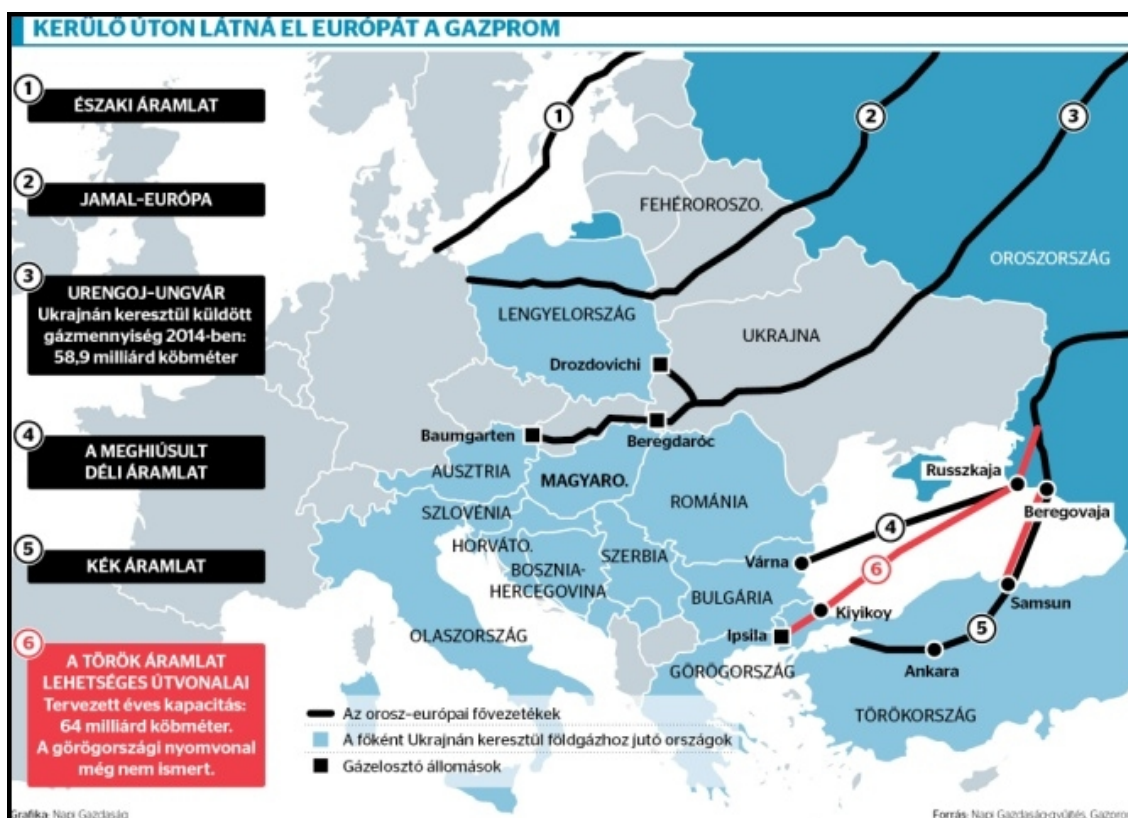 KERÜLŐ ÚTON LÁTNÁ EL EURÓPÁT A GAZPROM
1
ÉSZAKI ÁRAMLAT
2
JAMAL–EURÓPA
3
URENGOJ–UNGVÁR
Ukrajnán keresztül küldött
gázmennyiség 2014-ben:
58,9 milliárd köbméter
4
A MEGHIÚSULT
DÉLI ÁRAMLAT
5
KÉK ÁRAMLAT
6
A TÖRÖK ÁRAMLAT
LEHETSÉGES ÚTVONALAI
Tervezett éves kapacitás:
64 milliárd köbméter.
A görögországi nyomvonal
még nem ismert.
1
2
3
FEHÉROROSZO.
OROSZORSZÁG
LENGYELORSZÁG
UKRAJNA
Drozdovichi
Baumgarten
Beregdaróc
AUSZTRIA
MAGYARO.
ROMÁNIA
Russzkaja
Beregovaja
SZLOVÉNIA
HORVÁTO.
SZERBIA
BOSZNIA-
HERCEGOVINA
4
Várna
6
BULGÁRIA
Kiyikoy
Samsun
OLASZORSZÁG
Ipsila
5
GÖRÖGORSZÁG
Ankara
TÖRÖKORSZÁG
Az orosz–európai fővezetékek
A főként Ukrajnán keresztül földgázhoz jutó országok
Gázelosztó állomások
Grafika: Napi Gazdaság
Forrás: Napi Gazdaság-gyűjtés, Gazprom